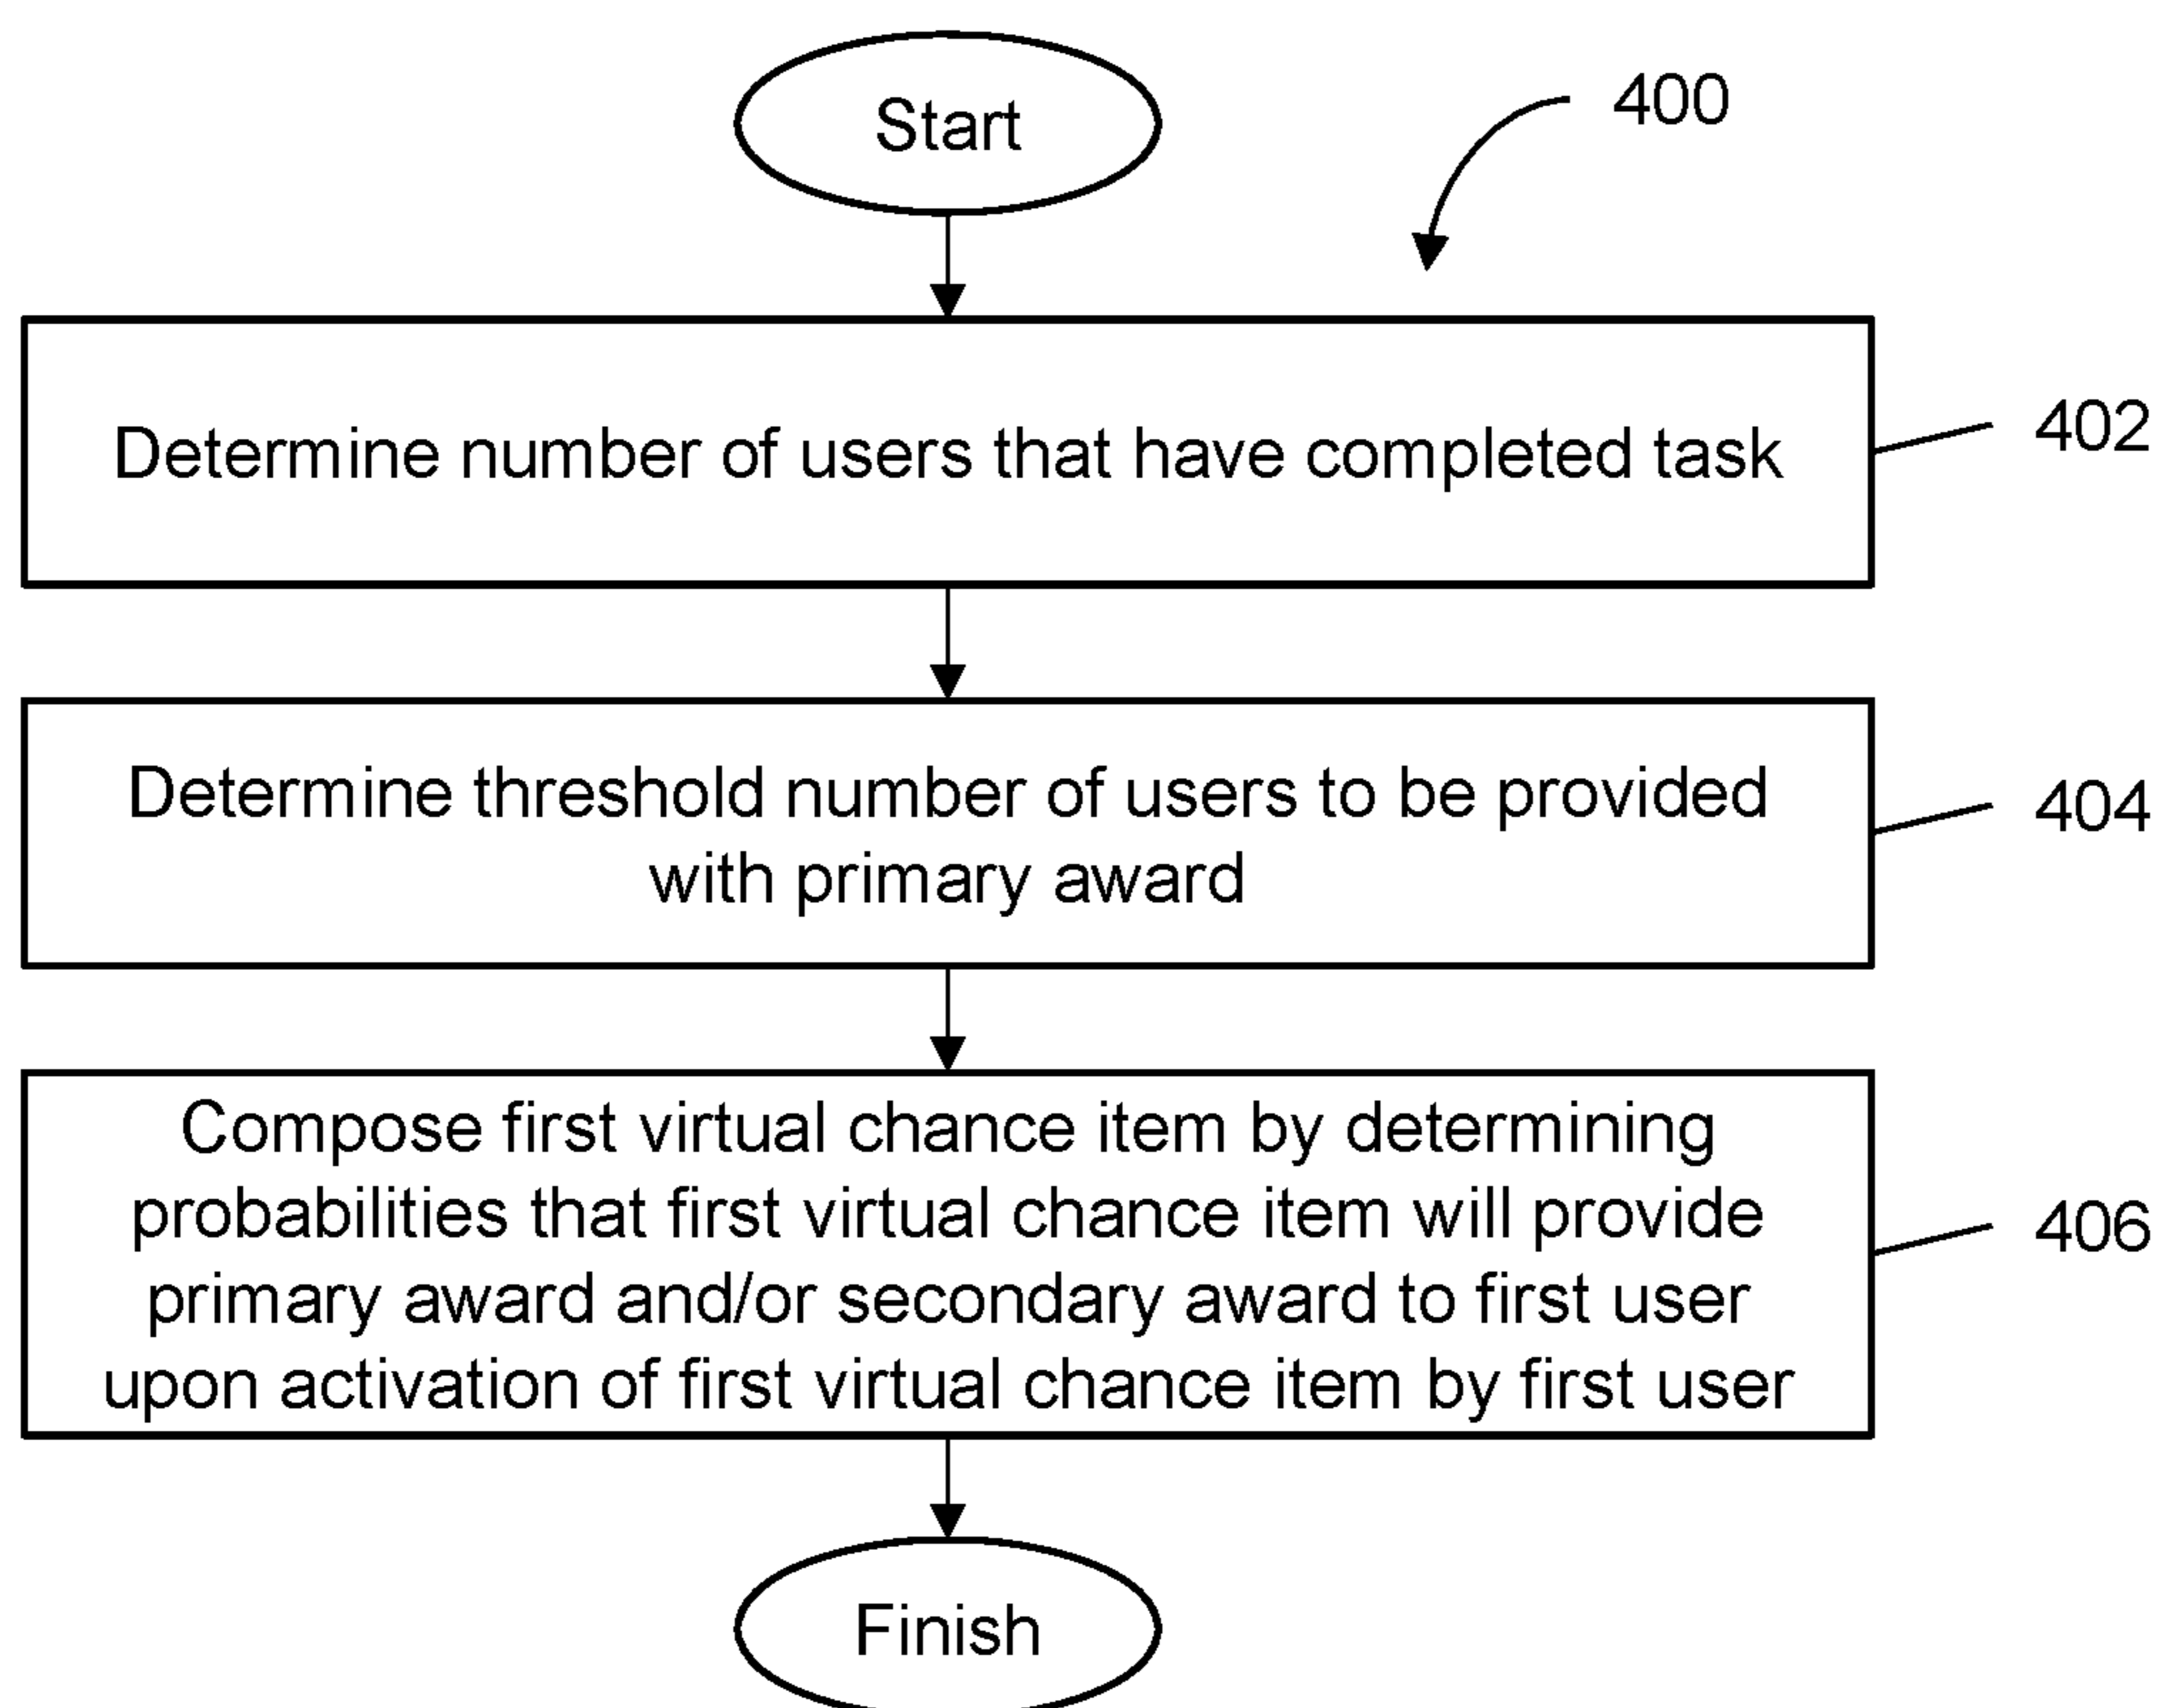 Start
400
Determine number of users that have completed task
402
Determine threshold number of users to be provided
with primary award
404
Compose first virtual chance item by determining
probabilities that first virtual chance item will provide
primary award and/or secondary award to first user
upon activation of first virtual chance item by first user
406
Finish